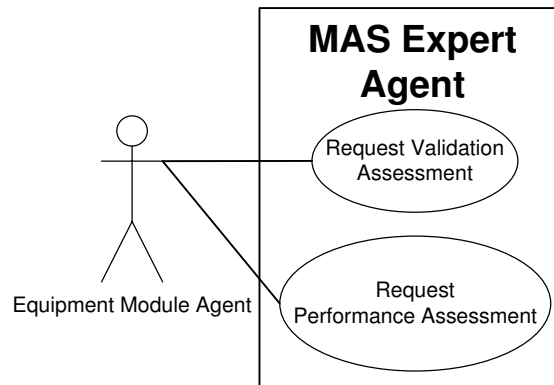 MAS Expert
Agent
Request Validation
Assessment
Equipment Module Agent
Request
Performance Assessment